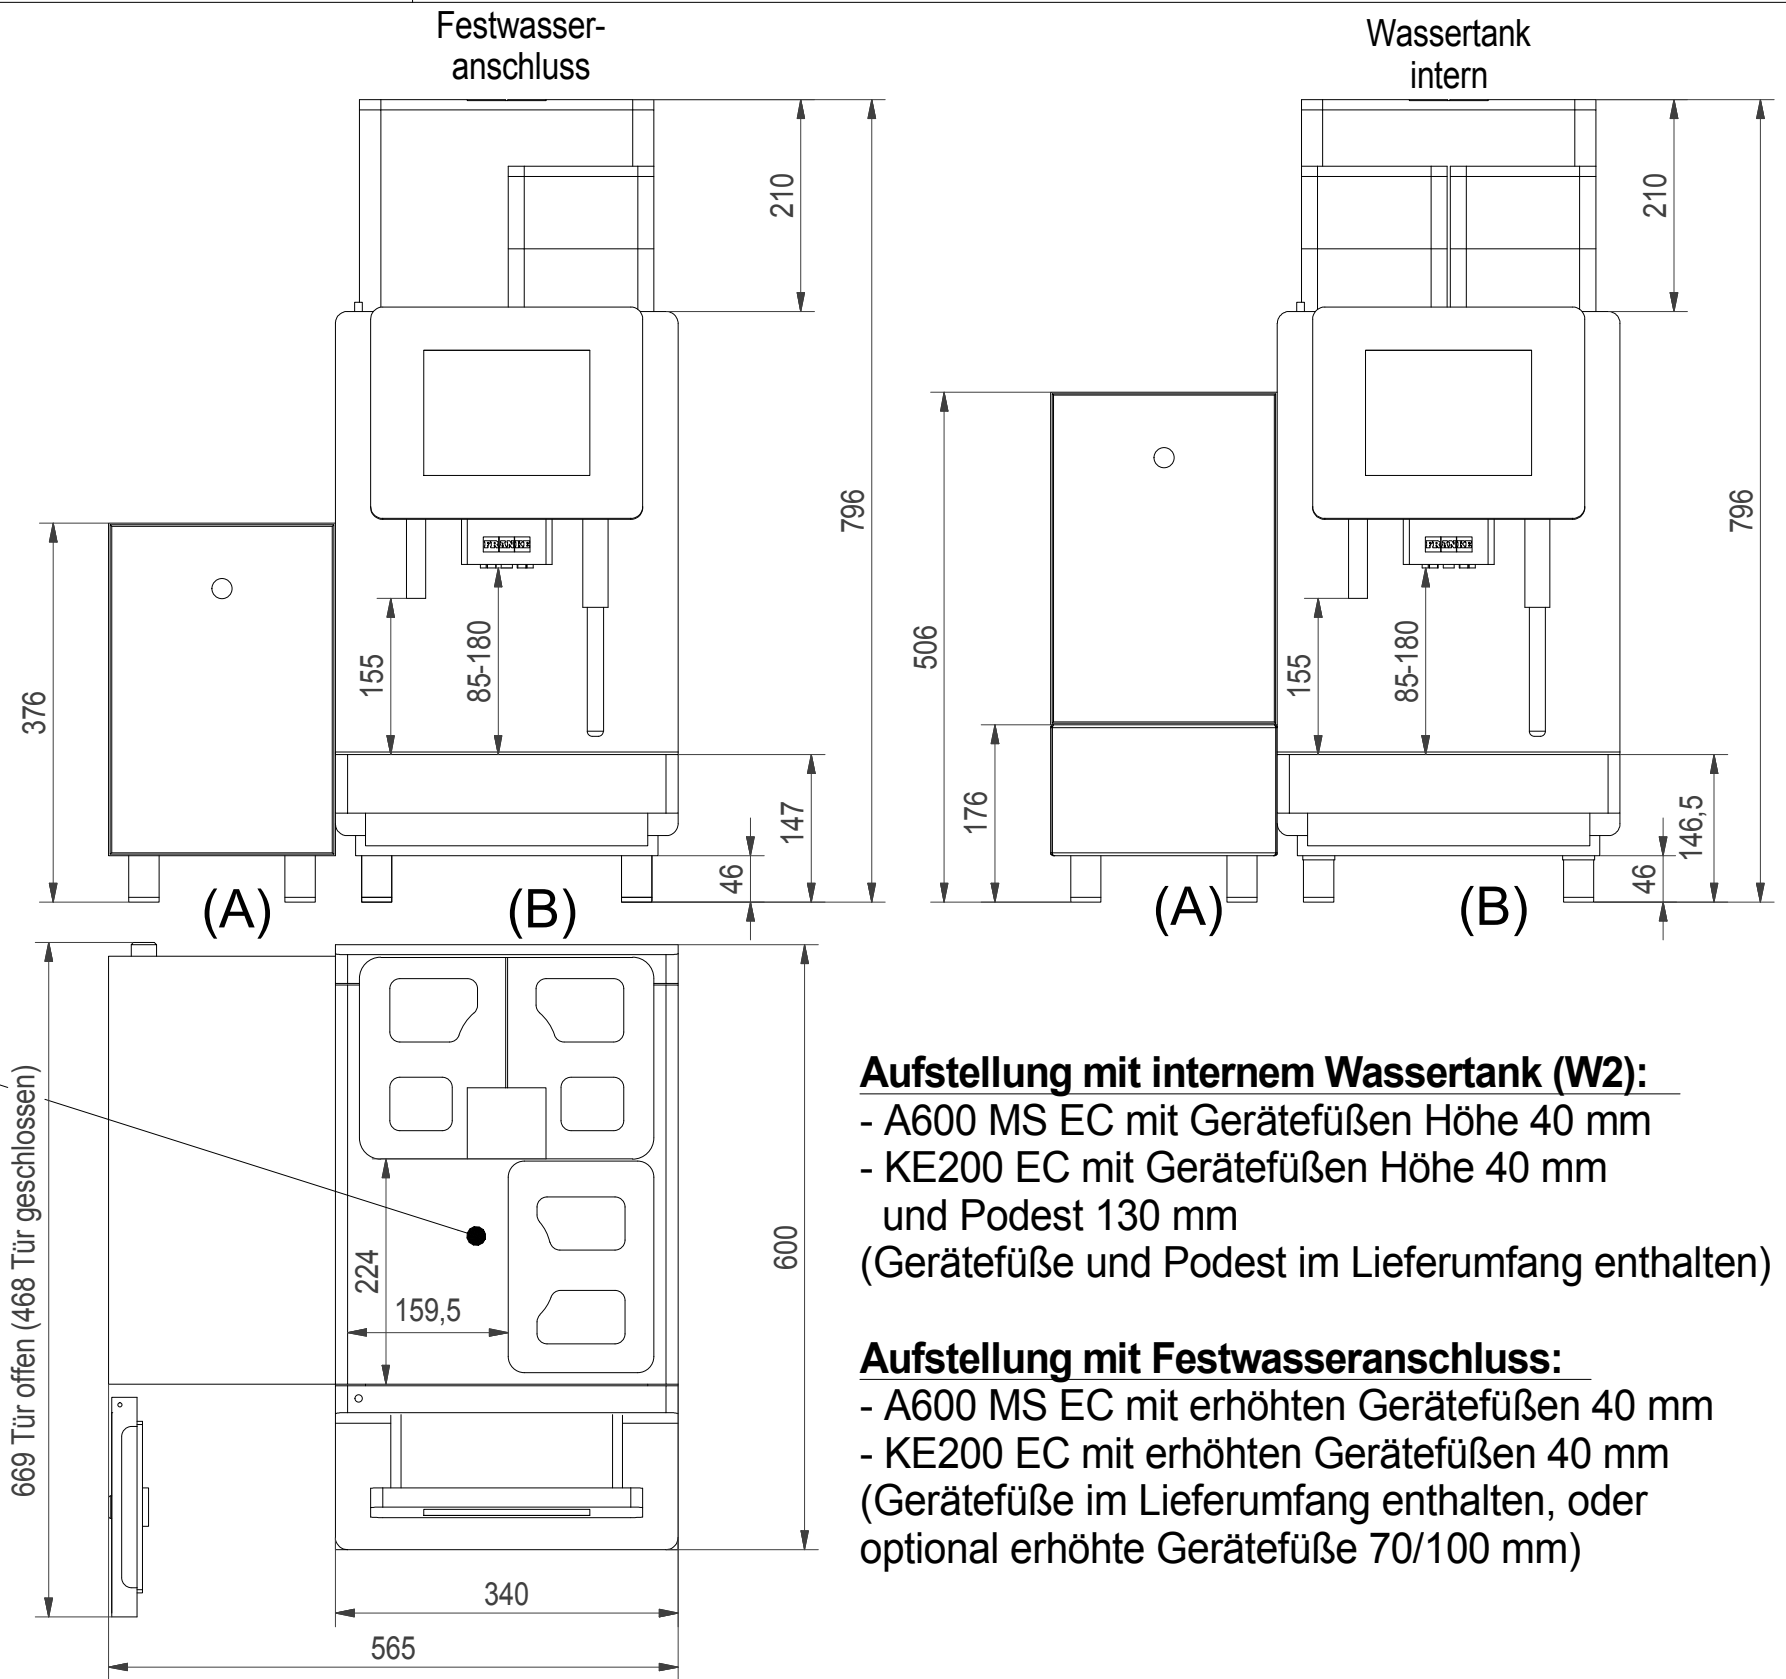 Festwasser-
anschluss
Wassertank
intern
210
796
FRANKE
155
85-180
376
147
46
(A)
(B)
210
796
FRANKE
506
155
85-180
176
146,5
46
(A)
(B)
669 Tür offen (468 Tür geschlossen)
224
159,5
600
340
565
Aufstellung mit internem Wassertank (W2):
- A600 MS EC mit Gerätefüßen Höhe 40 mm
- KE200 EC mit Gerätefüßen Höhe 40 mm
und Podest 130 mm
(Gerätefüße und Podest im Lieferumfang enthalten)
Aufstellung mit Festwasseranschluss:
- A600 MS EC mit erhöhten Gerätefüßen 40 mm
- KE200 EC mit erhöhten Gerätefüßen 40 mm
(Gerätefüße im Lieferumfang enthalten, oder
optional erhöhte Gerätefüße 70/100 mm)